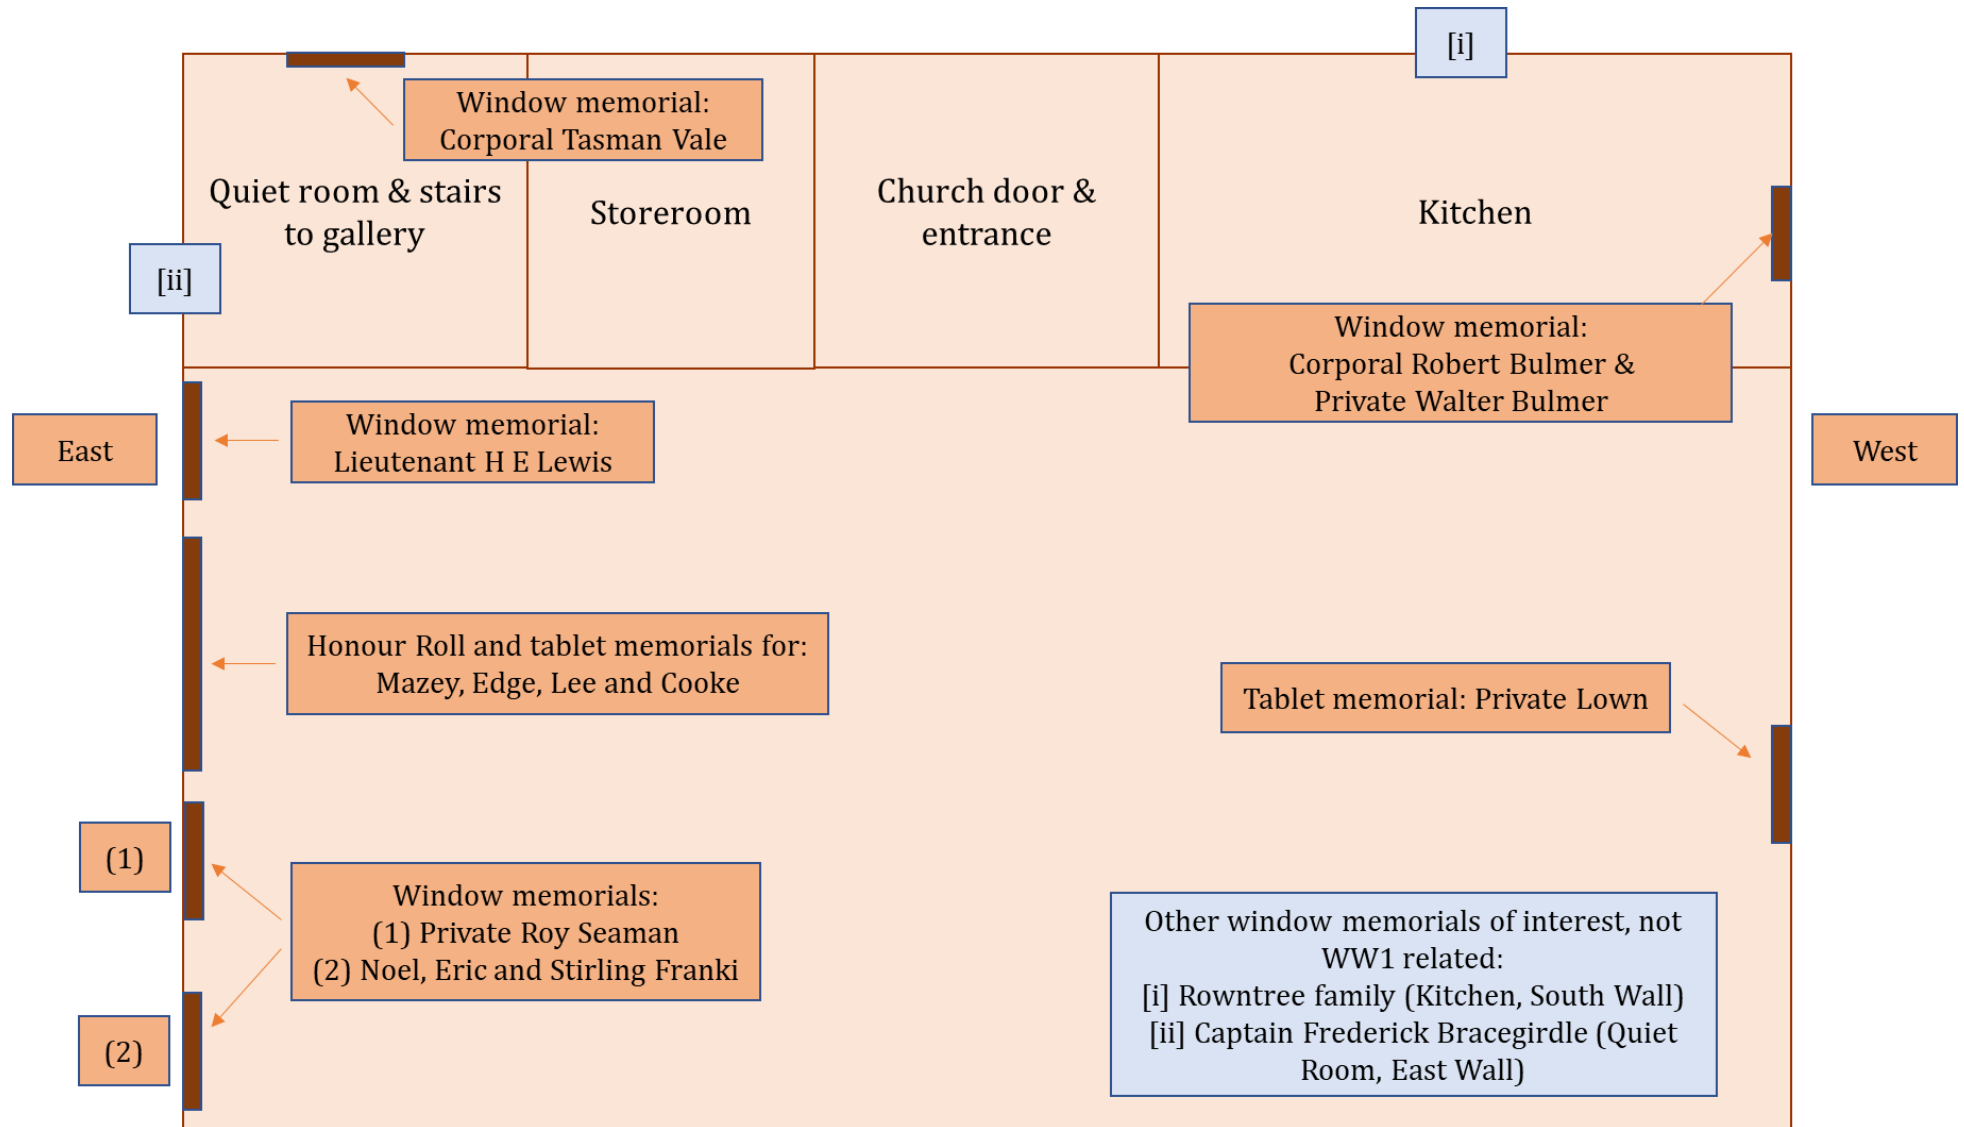 [i]
Window memorial:
Corporal Tasman Vale
Quiet room & stairs
to gallery
Storeroom
Church door &
entrance
Kitchen
[ii]
Window memorial:
Corporal Robert Bulmer &
Private Walter Bulmer
East
Window memorial:
Lieutenant H E Lewis
West
Honour Roll and tablet memorials for:
Mazey, Edge, Lee and Cooke
Tablet memorial: Private Lown
(1)
Window memorials:
(1) Private Roy Seaman
(2) Noel, Eric and Stirling Franki
(2)
Other window memorials of interest, not
WW1 related:
[i] Rowntree family (Kitchen, South Wall)
[ii] Captain Frederick Bracegirdle (Quiet
Room, East Wall)